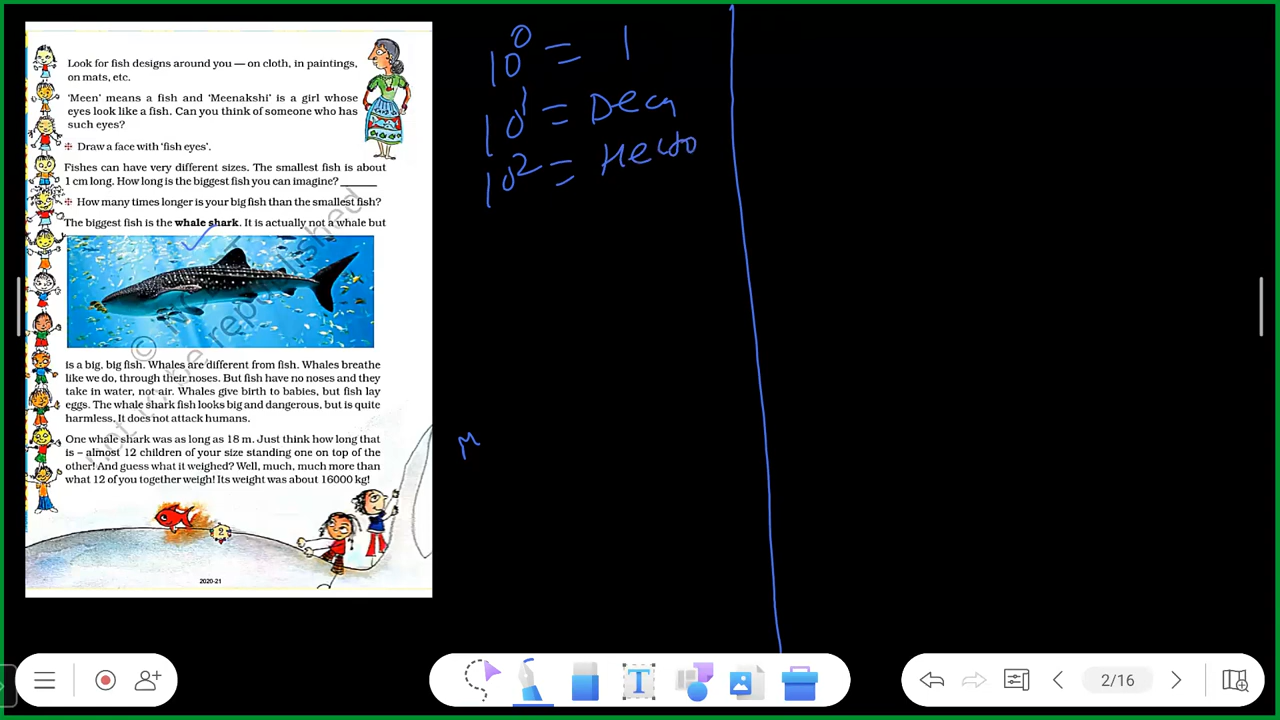 Look for fish designs around you — on cloth, in paintings,
on mats, etc.
'Meen' means a fish and 'Meenakshi' is a girl whose
eyes look like a fish. Can you think of someone who has
such eyes?
✤ Draw a face with 'fish eyes'.
Fishes can have very different sizes. The smallest fish is about
1 cm long. How long is the biggest fish you can imagine? ______
✤ How many times longer is your big fish than the smallest fish?
The biggest fish is the whale shark. It is actually not a whale but
is a big, big fish. Whales are different from fish. Whales breathe
like we do, through their noses. But fish have no noses and they
take in water, not air. Whales give birth to babies, but fish lay
eggs. The whale shark fish looks big and dangerous, but is quite
harmless. It does not attack humans.
One whale shark was as long as 18 m. Just think how long that
is – almost 12 children of your size standing one on top of the
other! And guess what it weighed? Well, much, much more than
what 12 of you together weigh! Its weight was about 16000 kg!
2
2020-21
10⁰ = 1
10¹ = Deca
10² = Hecto
M
T
2/16